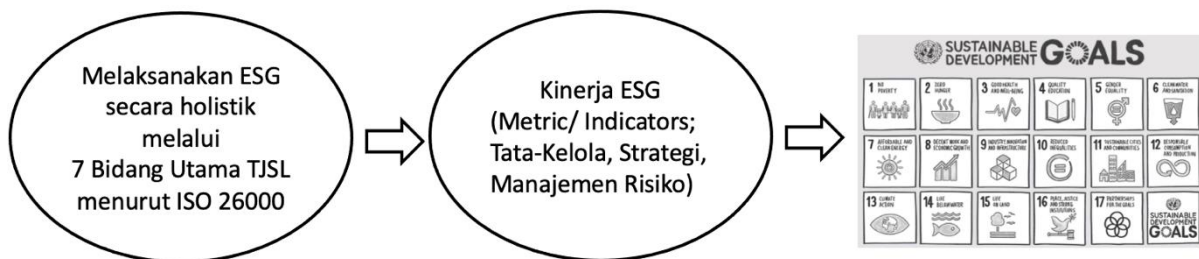 Melaksanakan ESG
secara holistik
melalui
7 Bidang Utama TJSL
menurut ISO 26000
Kinerja ESG
(Metric/ Indicators;
Tata-Kelola, Strategi,
Manajemen Risiko)
SUSTAINABLE
DEVELOPMENT GOALS
1 NO
POVERTY
2 ZERO
HUNGER
3 GOOD HEALTH
AND WELL-BEING
4 QUALITY
EDUCATION
5 GENDER
EQUALITY
6 CLEAN WATER
AND SANITATION
7 AFFORDABLE AND
CLEAN ENERGY
8 DECENT WORK AND
ECONOMIC GROWTH
9 INDUSTRY, INNOVATION
AND INFRASTRUCTURE
10 REDUCED
INEQUALITIES
11 SUSTAINABLE CITIES
AND COMMUNITIES
12 RESPONSIBLE
CONSUMPTION
AND PRODUCTION
13 CLIMATE
ACTION
14 LIFE
BELOW WATER
15 LIFE
ON LAND
16 PEACE, JUSTICE
AND STRONG
INSTITUTIONS
17 PARTNERSHIPS
FOR THE GOALS
SUSTAINABLE
DEVELOPMENT
GOALS